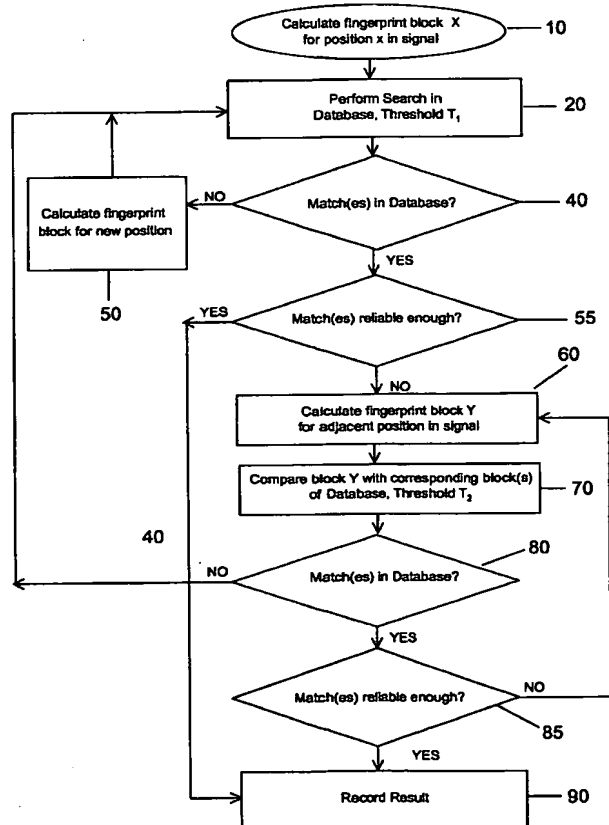 Calculate fingerprint block X
for position x in signal
10
Perform Search in
Database, Threshold T₁
20
NO
Match(es) in Database?
40
Calculate fingerprint
block for new position
50
YES
YES
Match(es) reliable enough?
55
NO
60
Calculate fingerprint block Y
for adjacent position in signal
Compare block Y with corresponding block(s)
of Database, Threshold T₂
70
40
80
NO
Match(es) in Database?
YES
Match(es) reliable enough?
NO
85
YES
Record Result
90